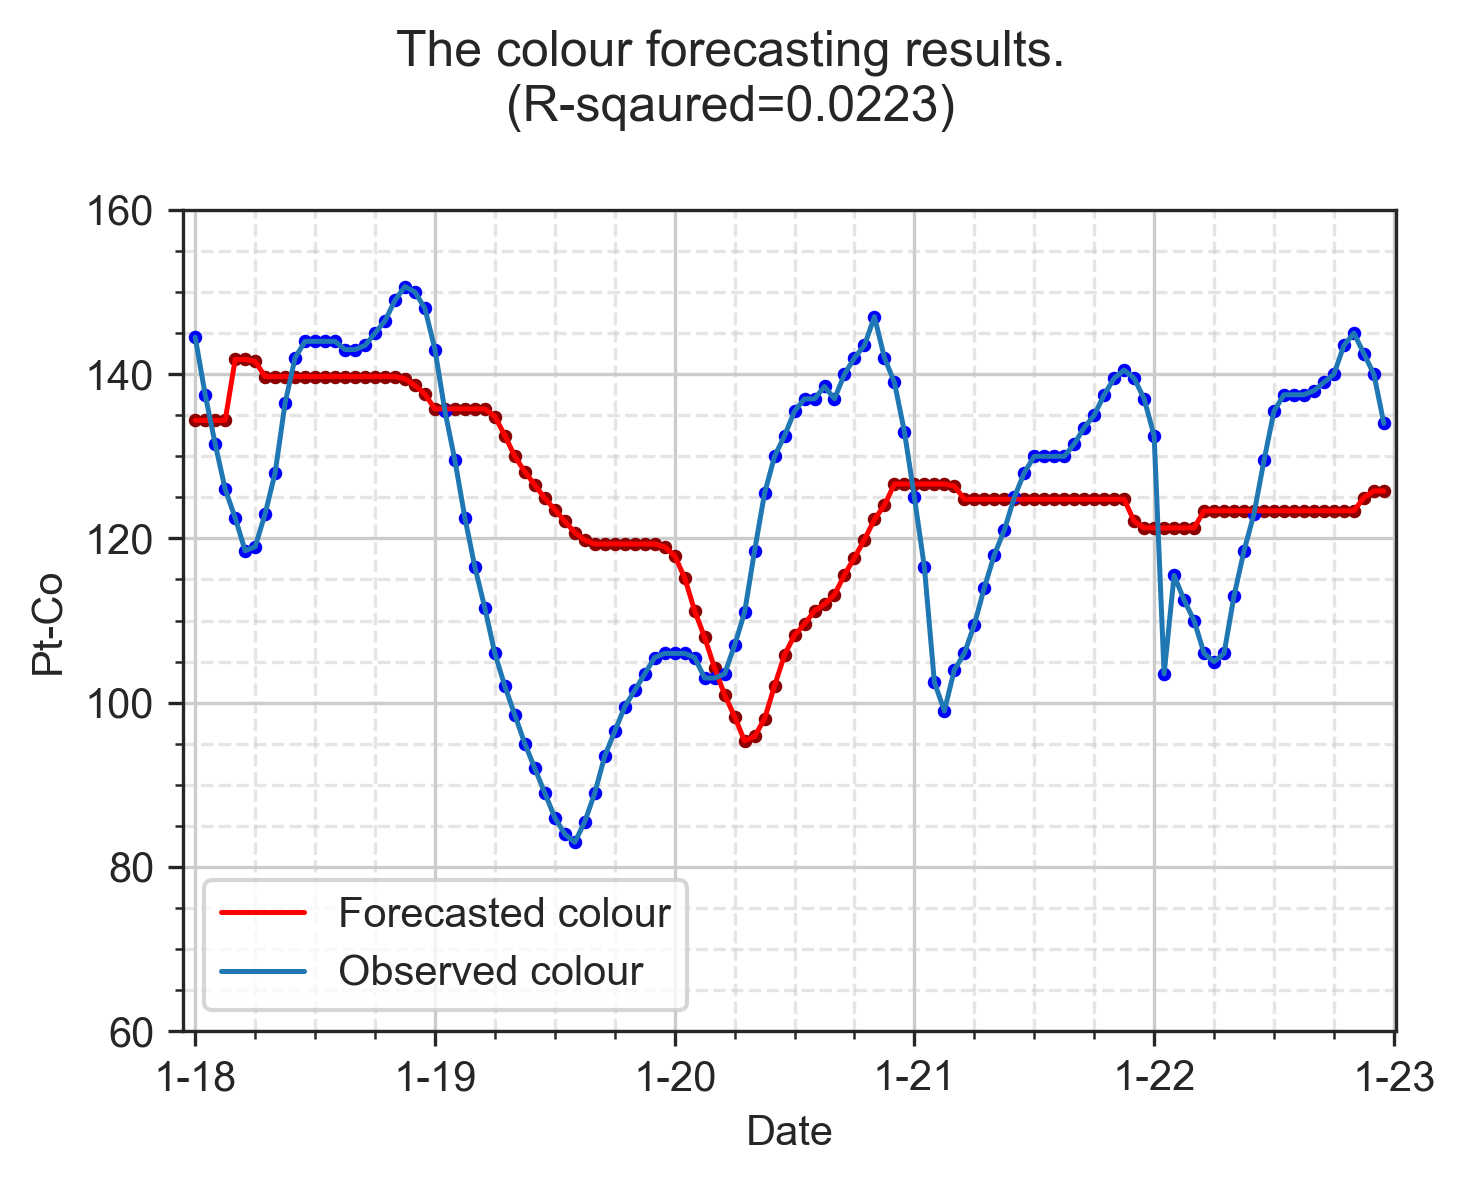 The colour forecasting results.
(R-sqaured=0.0223)
160
140
120
100
80
60
Pt-Co
Forecasted colour
Observed colour
1-18 1-19 1-20 1-21 1-22 1-23
Date